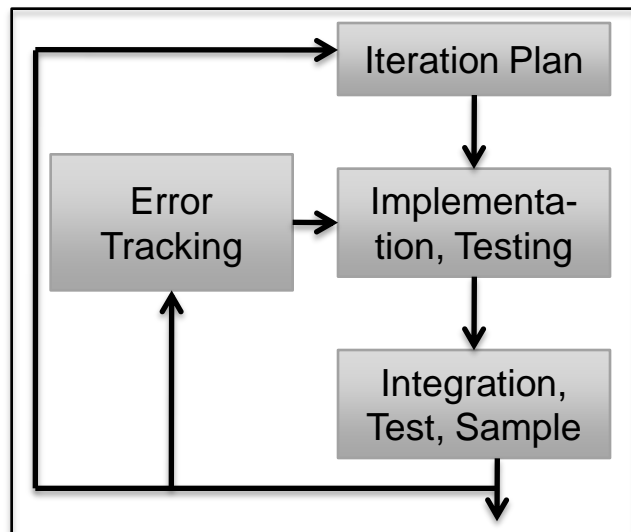 Iteration Plan
Error
Tracking
Implementa-
tion, Testing
Integration,
Test, Sample